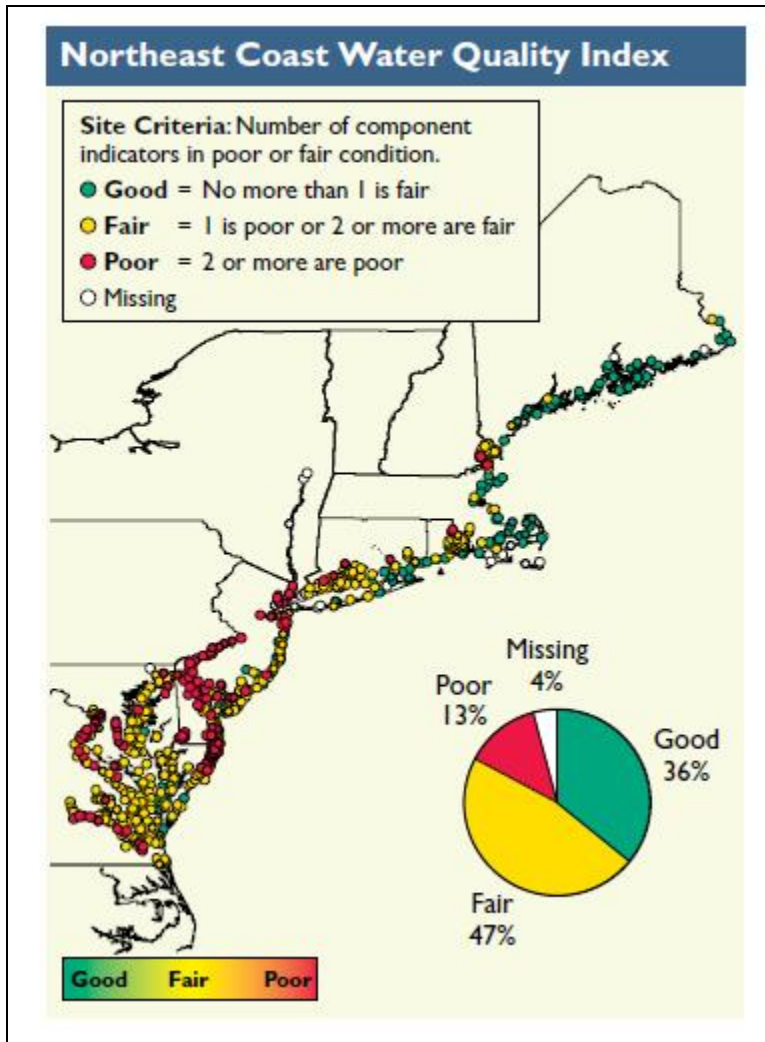 Northeast Coast Water Quality Index
Site Criteria: Number of component
indicators in poor or fair condition.
Good = No more than 1 is fair
Fair = 1 is poor or 2 or more are fair
Poor = 2 or more are poor
Missing
Missing
4%
Poor
13%
Good
36%
Fair
47%
Good Fair Poor